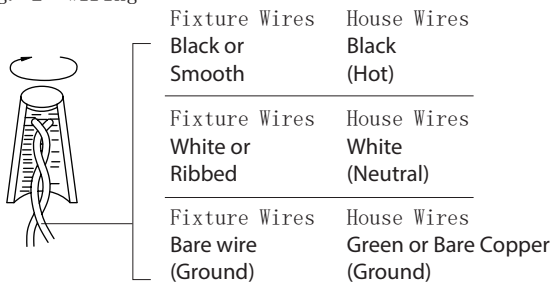 Fixture Wires House Wires
Black or Black
Smooth (Hot)
Fixture Wires House Wires
White or White
Ribbed (Neutral)
Fixture Wires House Wires
Bare wire Green or Bare Copper
(Ground) (Ground)